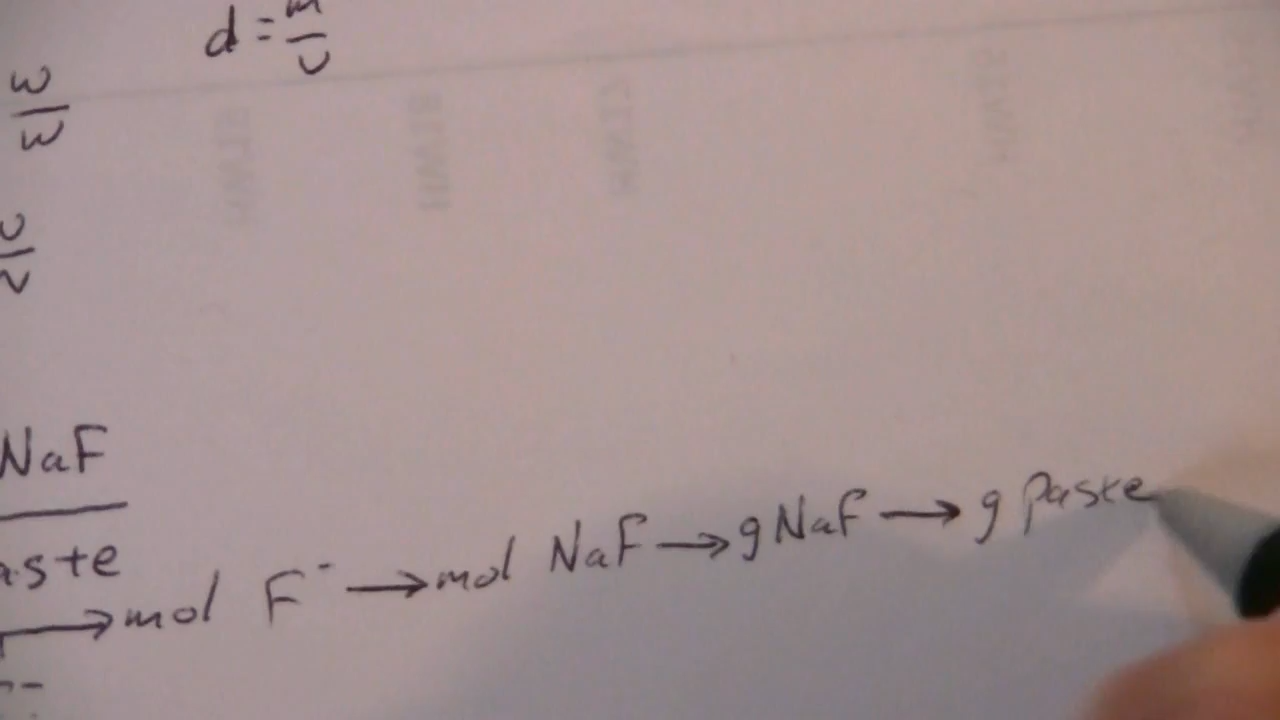 d = m/v
w/w
v/v
NaF
aste
→ mol F⁻ → mol NaF → g NaF → g Paste